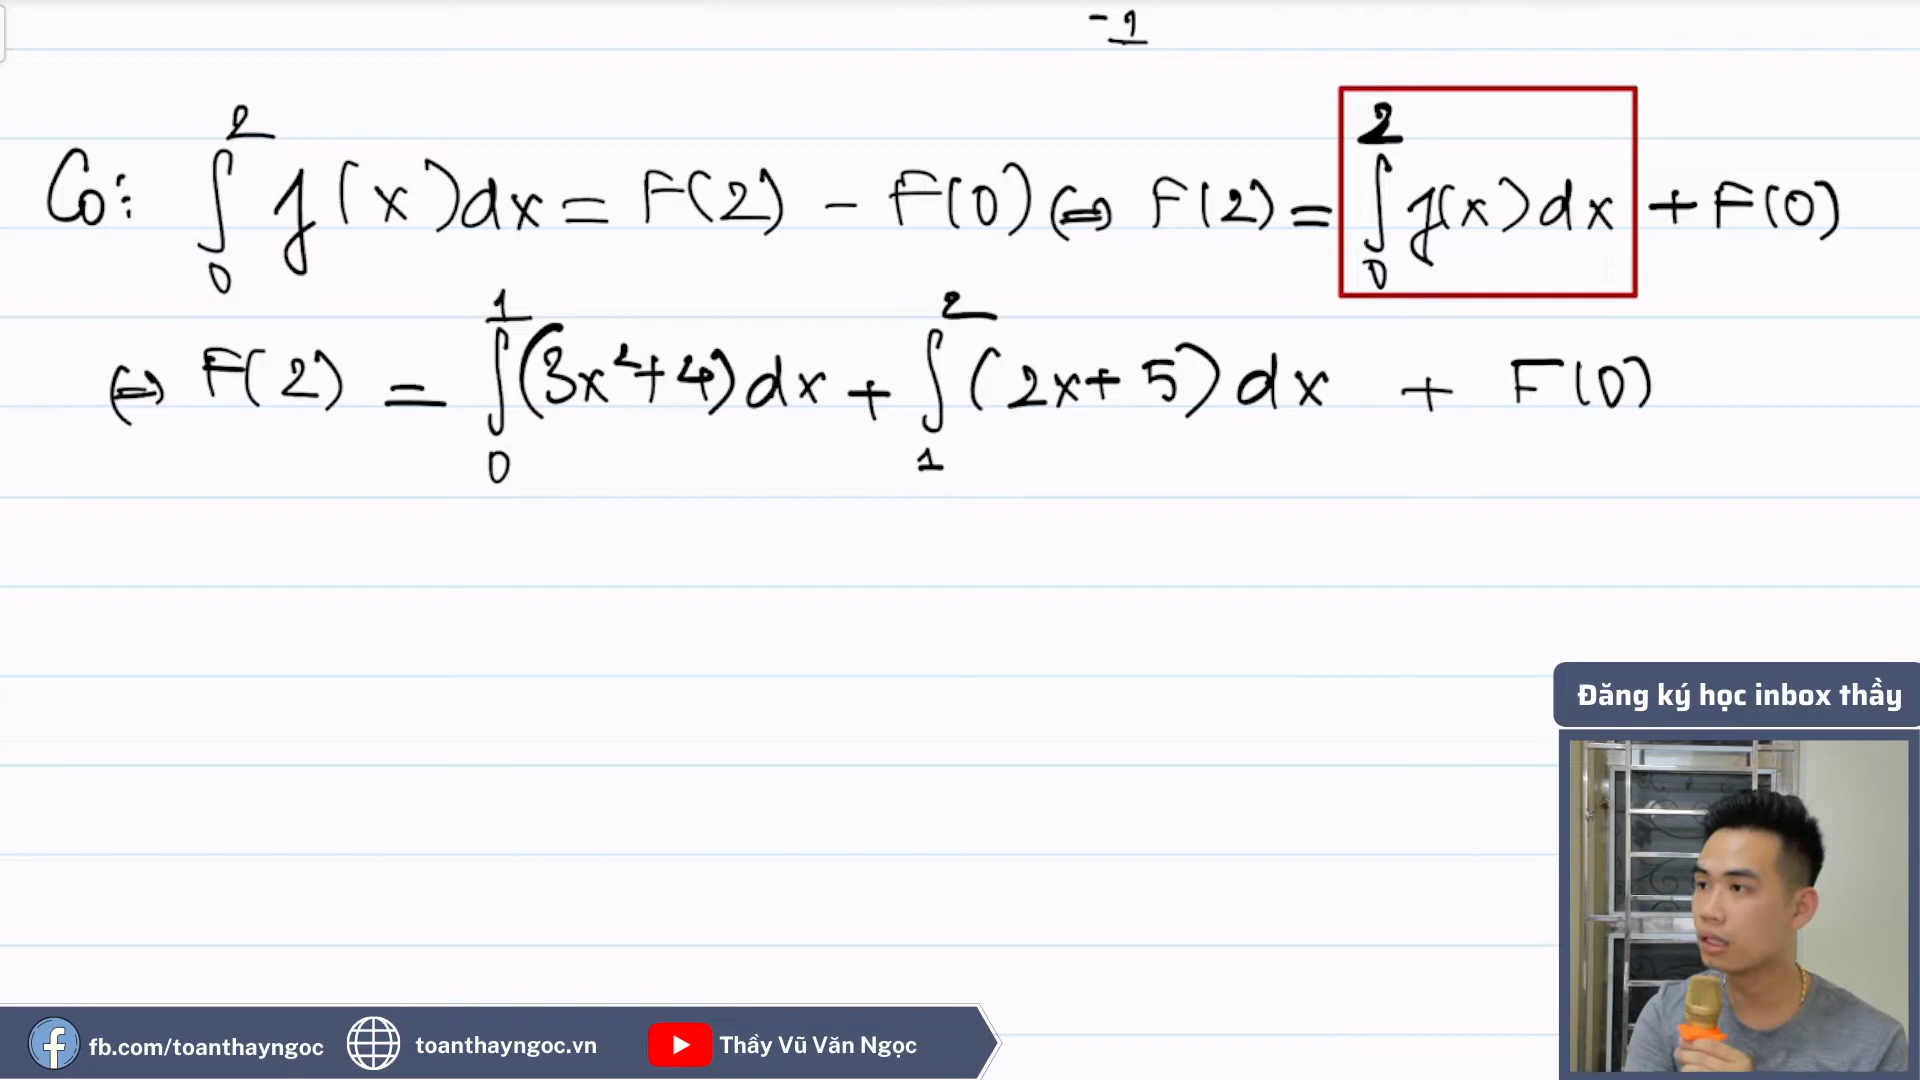 -1
Có: ∫₀² f(x)dx = F(2) - F(0) ⇔ F(2) = ∫₀² f(x)dx + F(0)
⇔ F(2) = ∫₀¹ (3x²+4)dx + ∫₁² (2x+5)dx + F(0)
Đăng ký học inbox thầy
fb.com/toanthayngoc toanthayngoc.vn Thầy Vũ Văn Ngọc